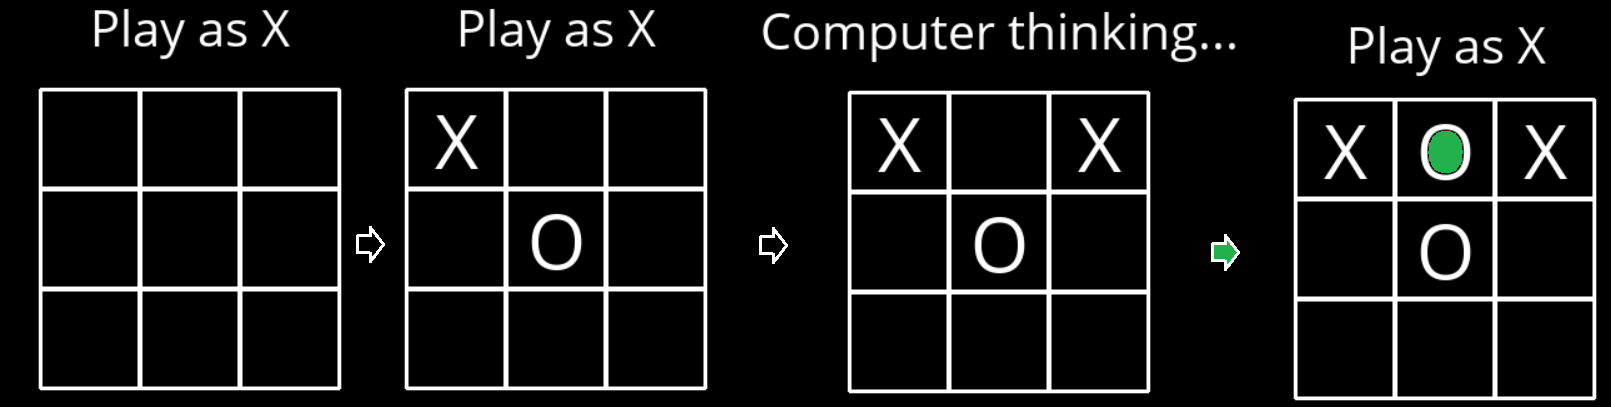 Play as X
Play as X
Computer thinking...
Play as X
X
O
X X
O
X O X
O